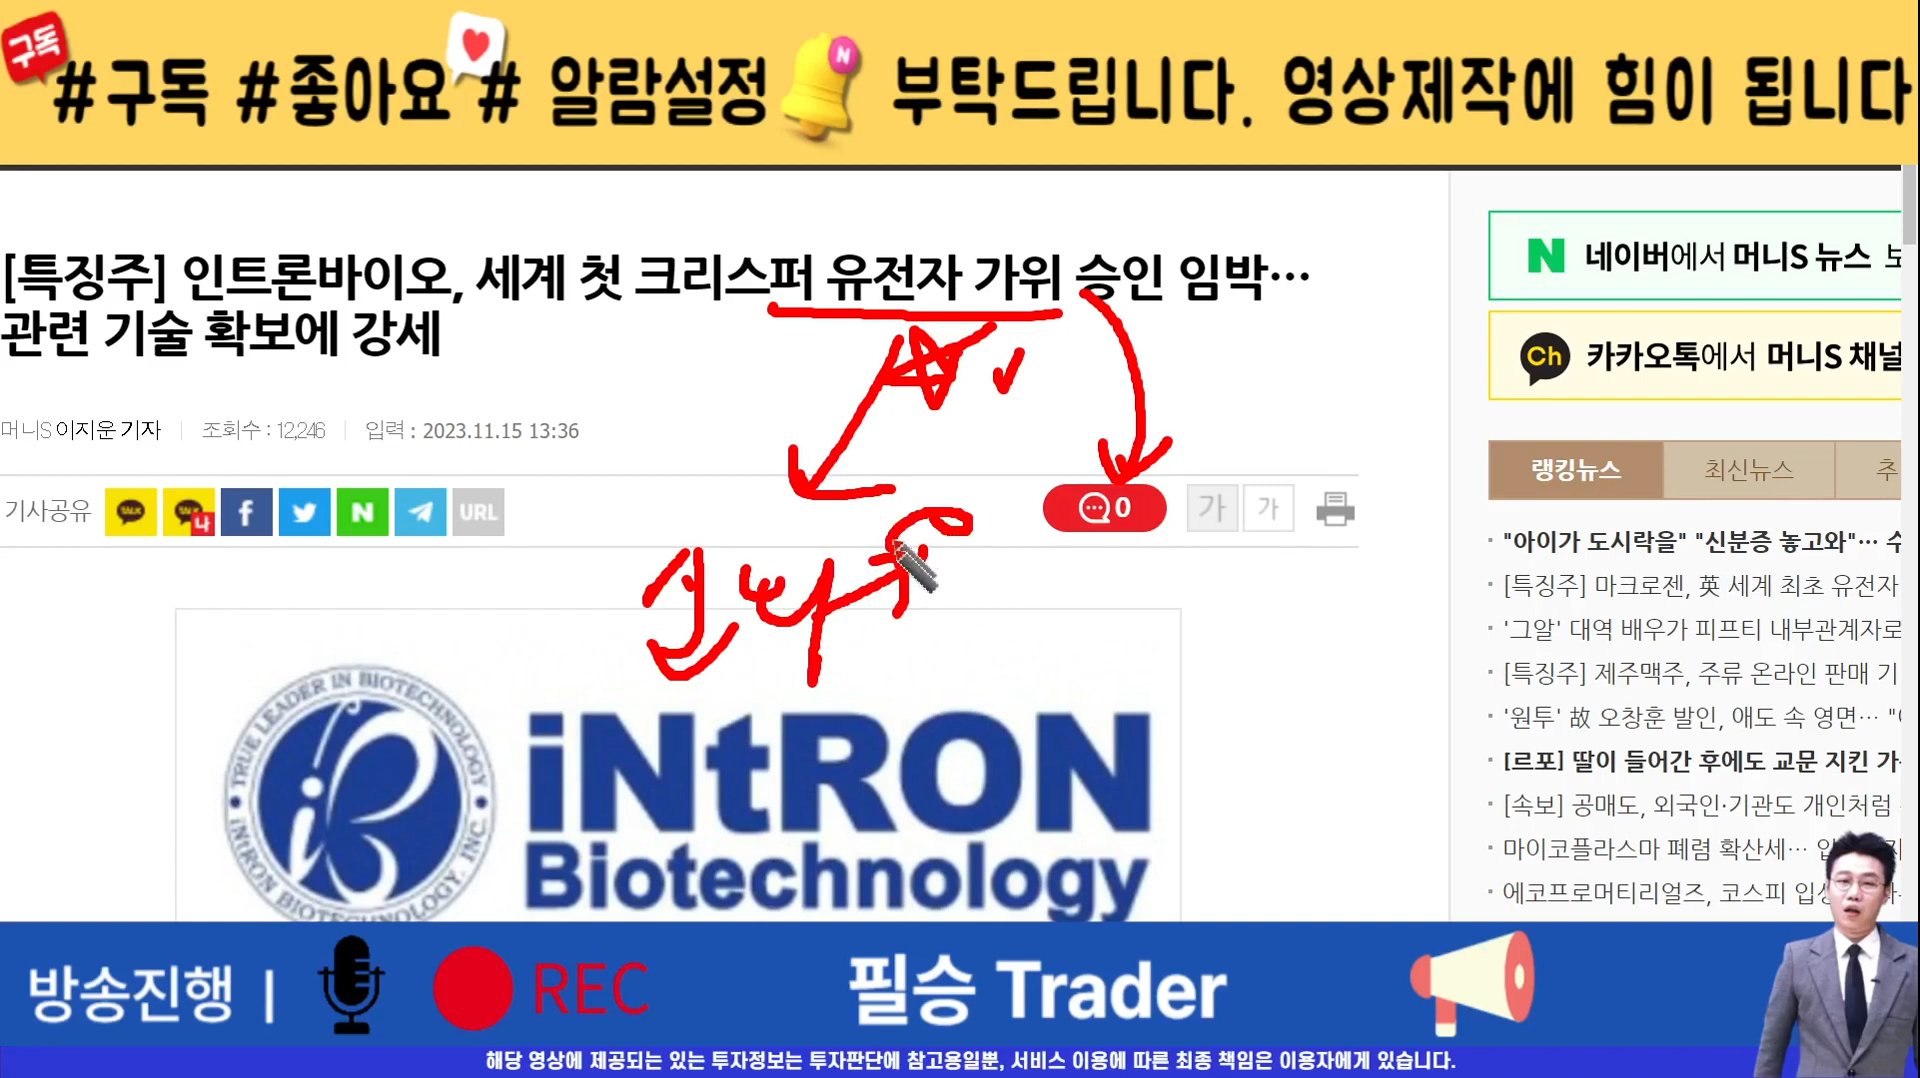 구독
#구독 #좋아요 # 알람설정 N 부탁드립니다. 영상제작에 힘이 됩니다
[특징주] 인트론바이오, 세계 첫 크리스퍼 유전자 가위 승인 임박…
관련 기술 확보에 강세
머니S 이지운 기자 조회수 : 12,246 입력 : 2023.11.15 13:36
기사공유 TALK TALK 나 f N URL 0 가 가
N 네이버에서 머니S 뉴스
Ch 카카오톡에서 머니S 채널
랭킹뉴스 최신뉴스 추
· "아이가 도시락을" "신분증 놓고와"… 수
· [특징주] 마크로젠, 英 세계 최초 유전자
· '그알' 대역 배우가 피프티 내부관계자로
· [특징주] 제주맥주, 주류 온라인 판매 기
· '원투' 故 오창훈 발인, 애도 속 영면…
· [르포] 딸이 들어간 후에도 교문 지킨
· [속보] 공매도, 외국인·기관도 개인처럼
· 마이코플라스마 폐렴 확산세…
· 에코프로머티리얼즈, 코스피
TRUE LEADER IN BIOTECHNOLOGY
iNtRON BIOTECHNOLOGY, INC.
iNtRON
Biotechnology
방송진행 | REC 필승 Trader
해당 영상에 제공되는 있는 투자정보는 투자판단에 참고용일뿐, 서비스 이용에 따른 최종 책임은 이용자에게 있습니다.